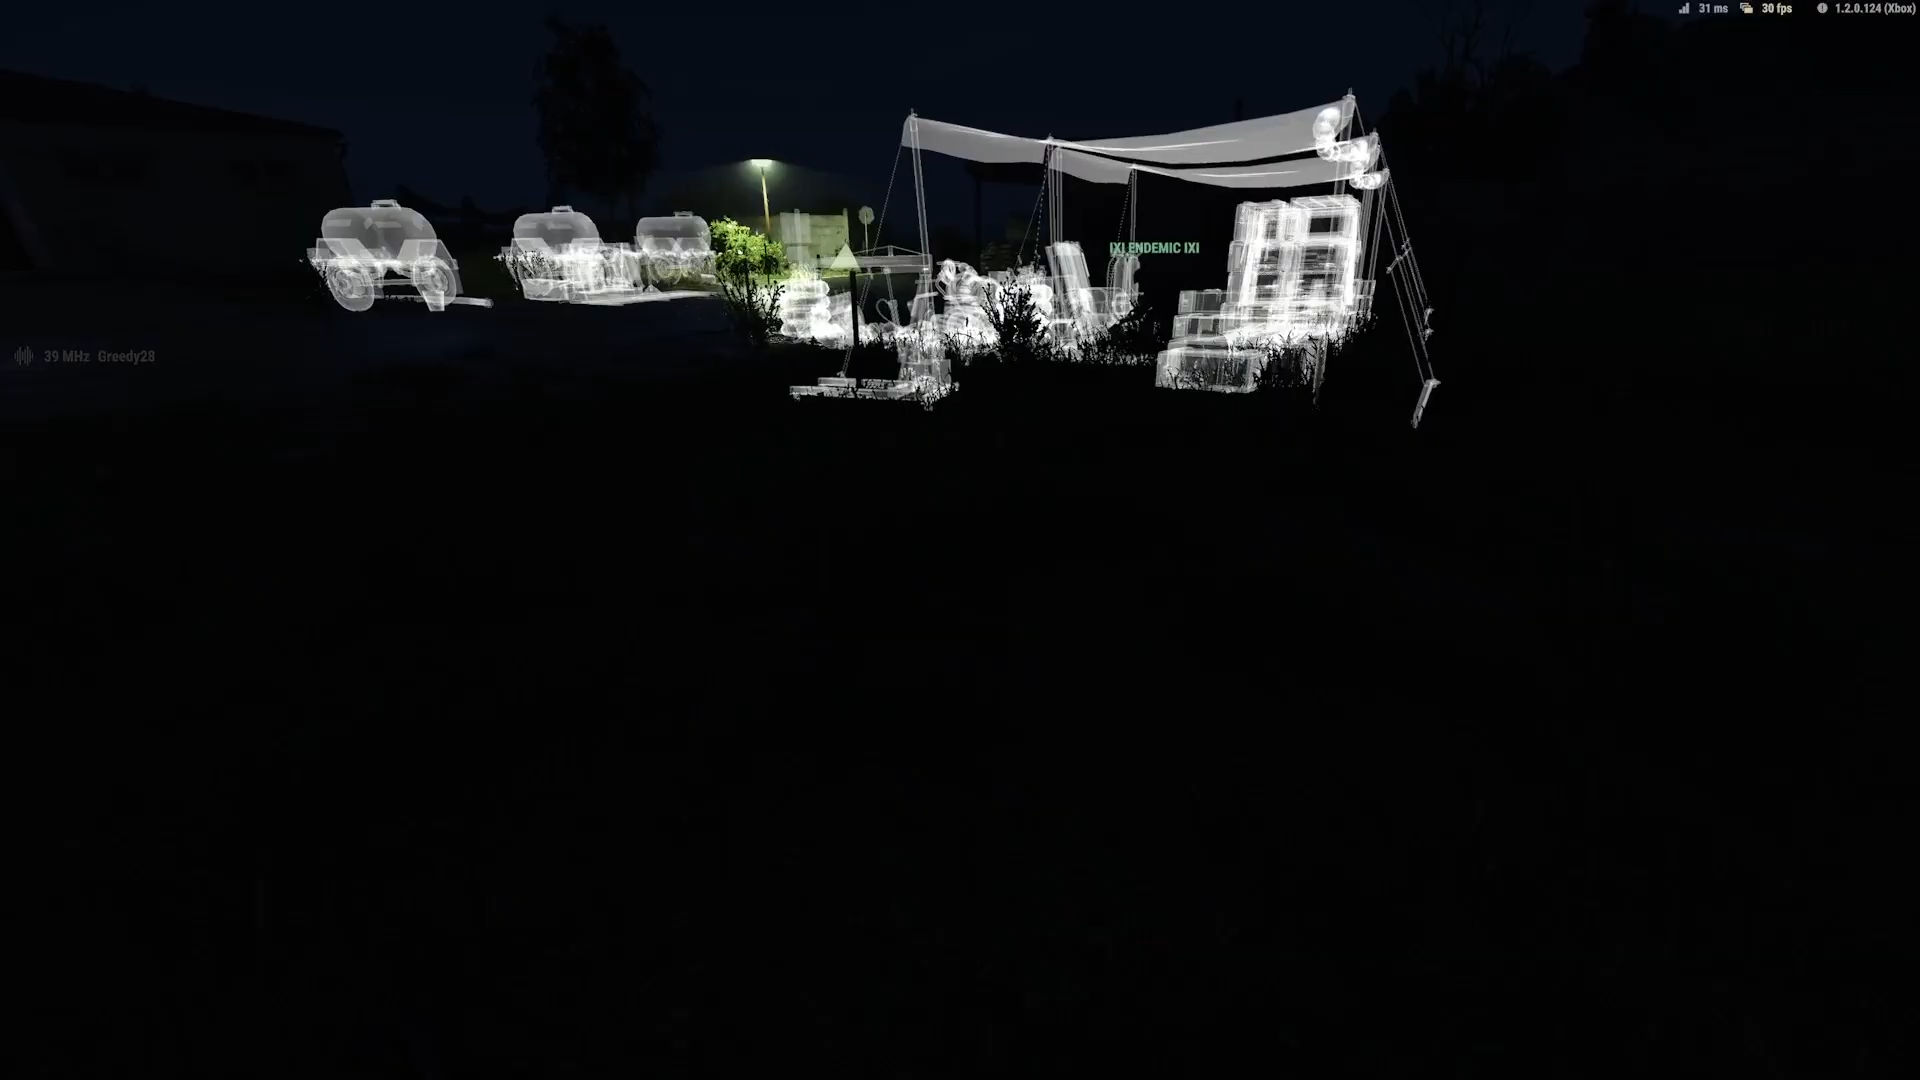 31 ms 30 fps 1.2.0.124 (Xbox)
IXI ENDEMIC IXI
39 MHz Greedy28